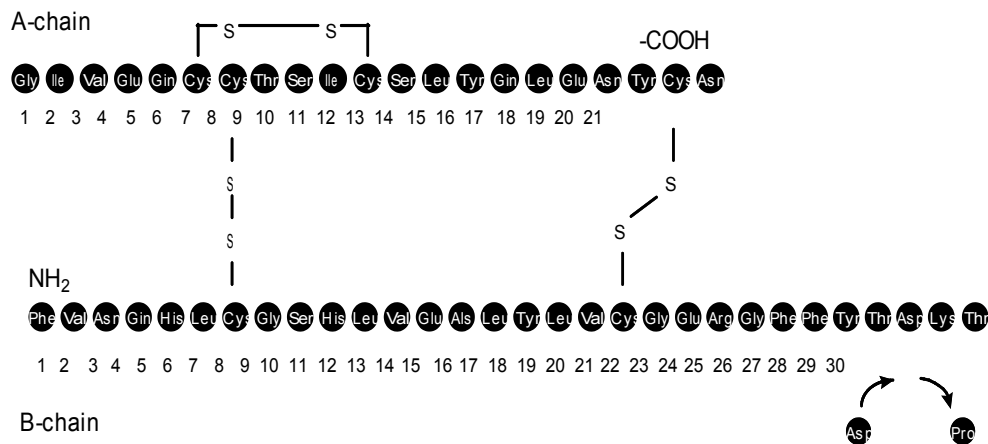 A-chain
S S
-COOH
Gly Ile Val Glu Gin Cys Cys Thr Ser Ile Cys Ser Leu Tyr Gin Leu Glu Asn Tyr Cys Asn
1 2 3 4 5 6 7 8 9 10 11 12 13 14 15 16 17 18 19 20 21
S
S
S
S
NH2
Phe Val Asn Gin His Leu Cys Gly Ser His Leu Val Glu Als Leu Tyr Leu Val Cys Gly Glu Arg Gly Phe Phe Tyr Thr Asp Lys Thr
1 2 3 4 5 6 7 8 9 10 11 12 13 14 15 16 17 18 19 20 21 22 23 24 25 26 27 28 29 30
B-chain
Asp Pro